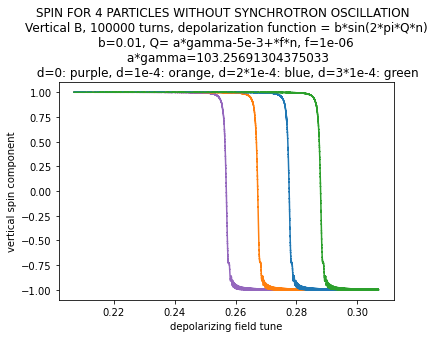 SPIN FOR 4 PARTICLES WITHOUT SYNCHROTRON OSCILLATION
Vertical B, 100000 turns, depolarization function = b*sin(2*pi*Q*n)
b=0.01, Q= a*gamma-5e-3+*f*n, f=1e-06
a*gamma=103.25691304375033
d=0: purple, d=1e-4: orange, d=2*1e-4: blue, d=3*1e-4: green
1.00
0.75
0.50
0.25
0.00
−0.25
−0.50
−0.75
−1.00
vertical spin component
0.22 0.24 0.26 0.28 0.30
depolarizing field tune